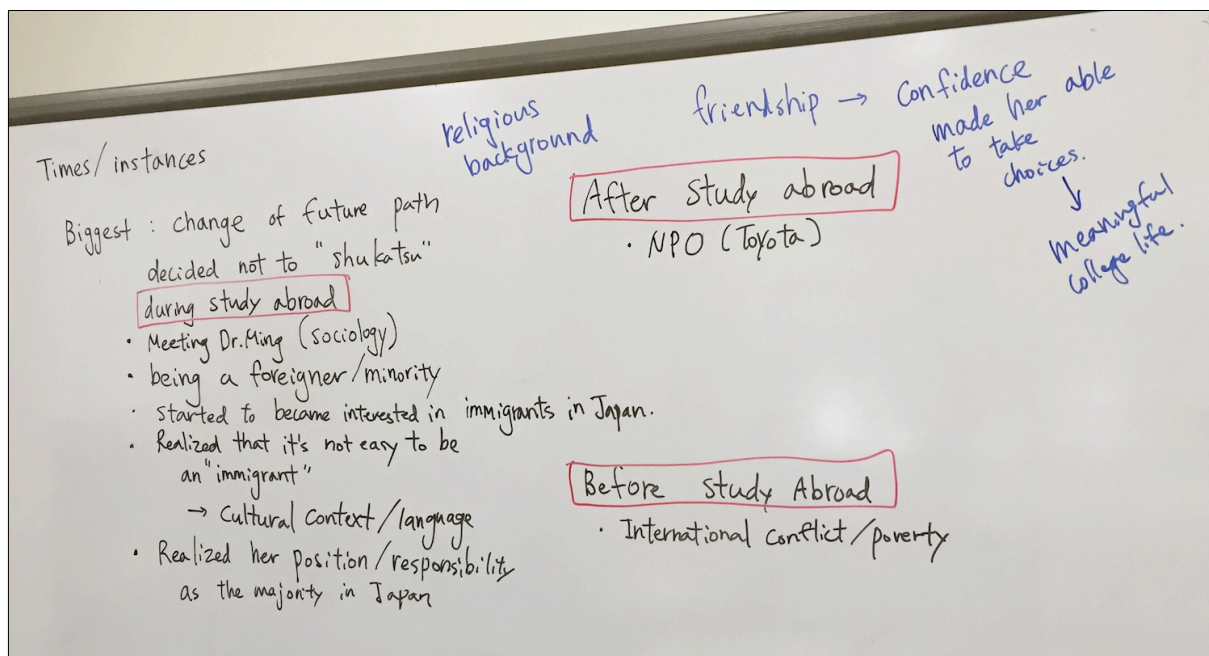 Times/instances
Biggest : change of future path
decided not to "shukatsu"
during study abroad
· Meeting Dr.Ming (sociology)
· being a foreigner/minority
· started to became interested in immigrants in Japan.
· Realized that it's not easy to be
an "immigrant"
→ Cultural context/language
· Realized her position/responsibility
as the majority in Japan
religious
background
friendship → confidence
made her able
to take
choices.
↓
meaningful
college life.
After Study abroad
· NPO (Toyota)
Before Study Abroad
· International conflict/poverty